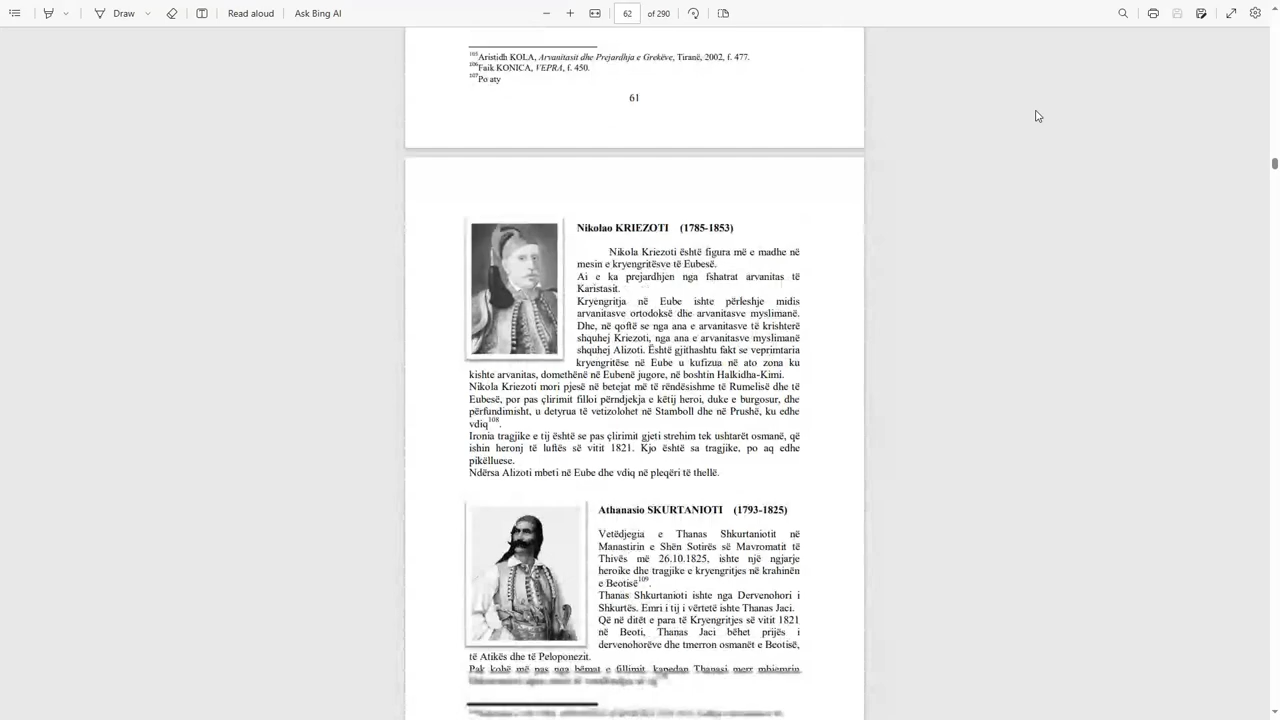 Draw
Read aloud
Ask Bing AI
62
of 290
105Aristidh KOLA, Arvanitasit dhe Prejardhja e Grekëve, Tiranë, 2002, f. 477.
106Faik KONICA, VEPRA, f. 450.
107Po aty
61
Nikolao KRIEZOTI (1785-1853)
Nikola Kriezoti është figura më e madhe në
mesin e kryengritësve të Eubesë.
Ai e ka prejardhjen nga fshatrat arvanitas të
Karistasit.
Kryengritja në Eube ishte përleshje midis
arvanitasve ortodoksë dhe arvanitasve myslimanë.
Dhe, në qoftë se nga ana e arvanitasve të krishterë
shquhej Kriezoti, nga ana e arvanitasve myslimanë
shquhej Alizoti. Është gjithashtu fakt se veprimtaria
kryengritëse në Eube u kufizua në ato zona ku
kishte arvanitas, domethënë në Eubenë jugore, në boshtin Halkidha-Kimi.
Nikola Kriezoti mori pjesë në betejat më të rëndësishme të Rumelisë dhe të
Eubesë, por pas çlirimit filloi përndjekja e këtij heroi, duke e burgosur, dhe
përfundimisht, u detyrua të vetizolohet në Stamboll dhe në Prushë, ku edhe
vdiq108.
Ironia tragjike e tij është se pas çlirimit gjeti strehim tek ushtarët osmanë, që
ishin heronj të luftës së vitit 1821. Kjo është sa tragjike, po aq edhe
pikëlluese.
Ndërsa Alizoti mbeti në Eube dhe vdiq në pleqëri të thellë.
Athanasio SKURTANIOTI (1793-1825)
Vetëdjegia e Thanas Shkurtaniotit në
Manastirin e Shën Sotirës së Mavromatit të
Thivës më 26.10.1825, ishte një ngjarje
heroike dhe tragjike e kryengritjes në krahinën
e Beotisë109.
Thanas Shkurtanioti ishte nga Dervenohori i
Shkurtës. Emri i tij i vërtetë ishte Thanas Jaci.
Që në ditët e para të Kryengritjes së vitit 1821
në Beoti, Thanas Jaci bëhet prijës i
dervenohorëve dhe tmerron osmanët e Beotisë,
të Atikës dhe të Peloponezit.
Pak kohë më pas nga bëmat e fillimit, kapedan Thanasi merr mbiemrin